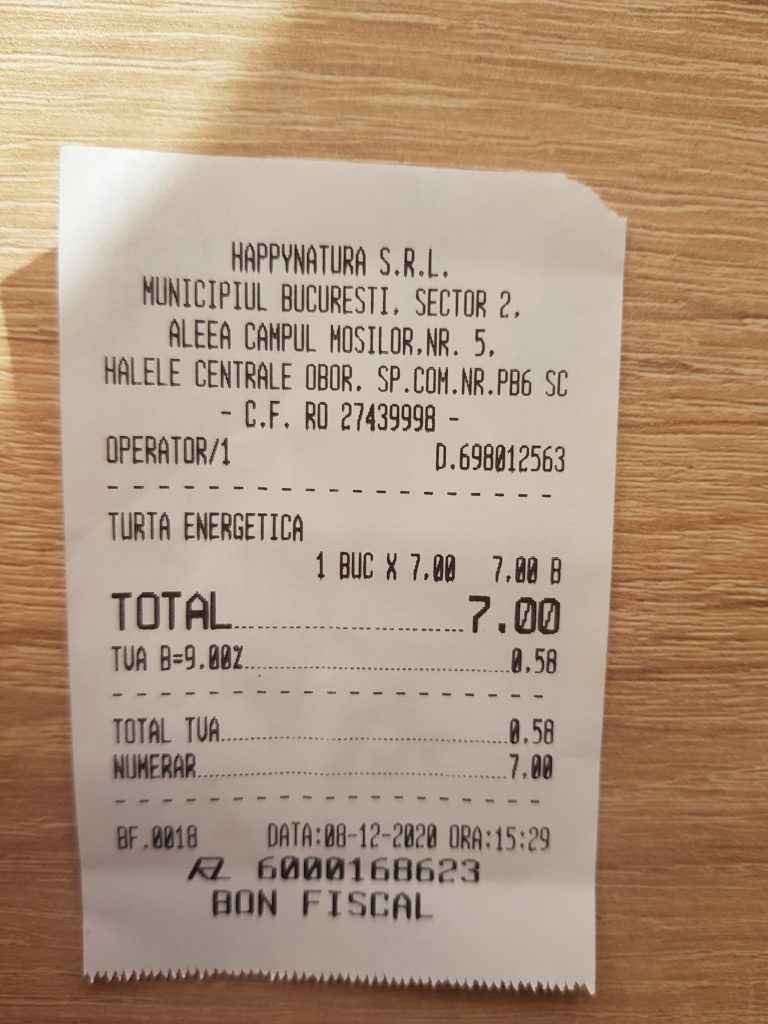 HAPPYNATURA S.R.L.
MUNICIPIUL BUCURESTI, SECTOR 2,
ALEEA CAMPUL MOSILOR,NR. 5,
HALELE CENTRALE OBOR, SP.COM.NR.PB6 SC
- C.F. RO 27439998 -
OPERATOR/1 D.698012563
TURTA ENERGETICA
1 BUC X 7.00 7.00 B
TOTAL 7.00
TVA B=9.00% 0.58
TOTAL TVA 0.58
NUMERAR 7.00
BF.0018 DATA:08-12-2020 ORA:15:29
6000168623
BON FISCAL